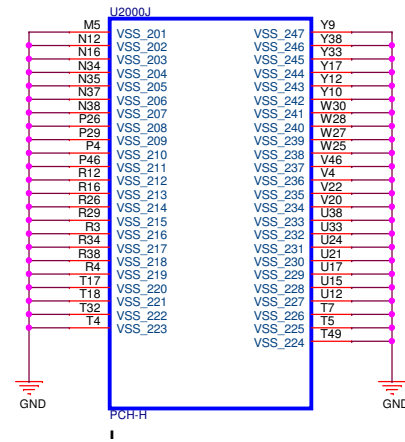 U2000J
M5 VSS_201 VSS_247 Y9
N12 VSS_202 VSS_246 Y38
N16 VSS_203 VSS_245 Y33
N34 VSS_204 VSS_244 Y17
N35 VSS_205 VSS_243 Y12
N37 VSS_206 VSS_242 Y10
N38 VSS_207 VSS_241 W30
P26 VSS_208 VSS_240 W28
P29 VSS_209 VSS_239 W27
P4 VSS_210 VSS_238 W25
P46 VSS_211 VSS_237 V46
R12 VSS_212 VSS_236 V4
R16 VSS_213 VSS_235 V22
R26 VSS_214 VSS_234 V20
R29 VSS_215 VSS_233 U38
R3 VSS_216 VSS_232 U33
R34 VSS_217 VSS_231 U24
R38 VSS_218 VSS_230 U21
R4 VSS_219 VSS_229 U17
T17 VSS_220 VSS_228 U15
T18 VSS_221 VSS_227 U12
T32 VSS_222 VSS_226 T7
T4 VSS_223 VSS_225 T5
VSS_224 T49
GND GND
PCH-H